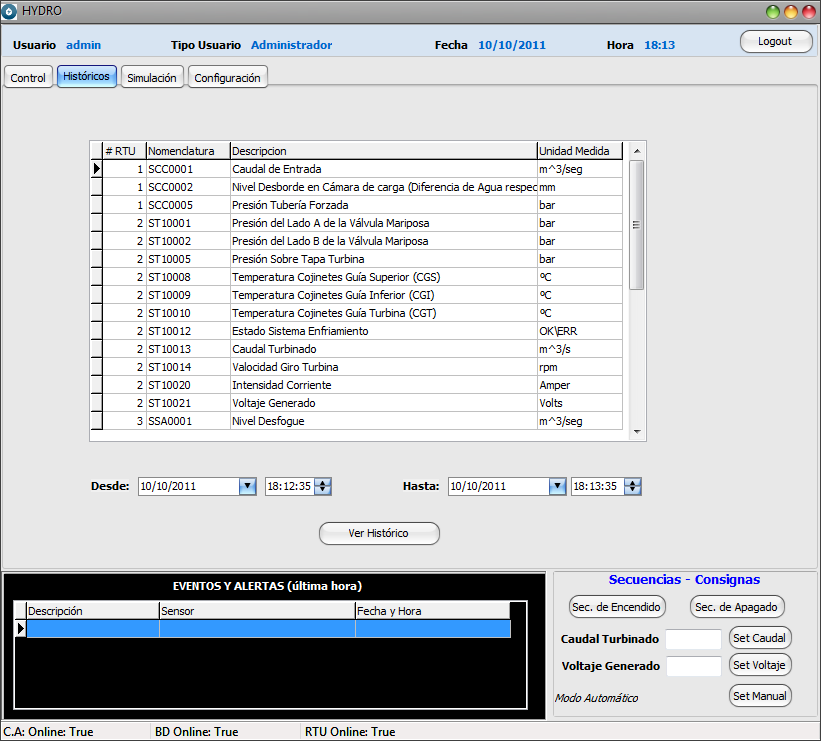 HYDRO
Usuario admin Tipo Usuario Administrador Fecha 10/10/2011 Hora 18:13 Logout
Control Históricos Simulación Configuración
# RTU Nomenclatura Descripcion Unidad Medida
1 SCC0001 Caudal de Entrada m^3/seg
1 SCC0002 Nivel Desborde en Cámara de carga (Diferencia de Agua respec mm
1 SCC0005 Presión Tubería Forzada bar
2 ST10001 Presión del Lado A de la Válvula Mariposa bar
2 ST10002 Presión del Lado B de la Válvula Mariposa bar
2 ST10005 Presión Sobre Tapa Turbina bar
2 ST10008 Temperatura Cojinetes Guía Superior (CGS) ºC
2 ST10009 Temperatura Cojinetes Guía Inferior (CGI) ºC
2 ST10010 Temperatura Cojinetes Guía Turbina (CGT) ºC
2 ST10012 Estado Sistema Enfriamiento OK\ERR
2 ST10013 Caudal Turbinado m^3/s
2 ST10014 Valocidad Giro Turbina rpm
2 ST10020 Intensidad Corriente Amper
2 ST10021 Voltaje Generado Volts
3 SSA0001 Nivel Desfogue m^3/seg
Desde: 10/10/2011 18:12:35 Hasta: 10/10/2011 18:13:35
Ver Histórico
EVENTOS Y ALERTAS (última hora)
Descripción Sensor Fecha y Hora
Secuencias - Consignas
Sec. de Encendido Sec. de Apagado
Caudal Turbinado Set Caudal
Voltaje Generado Set Voltaje
Modo Automático Set Manual
C.A: Online: True BD Online: True RTU Online: True